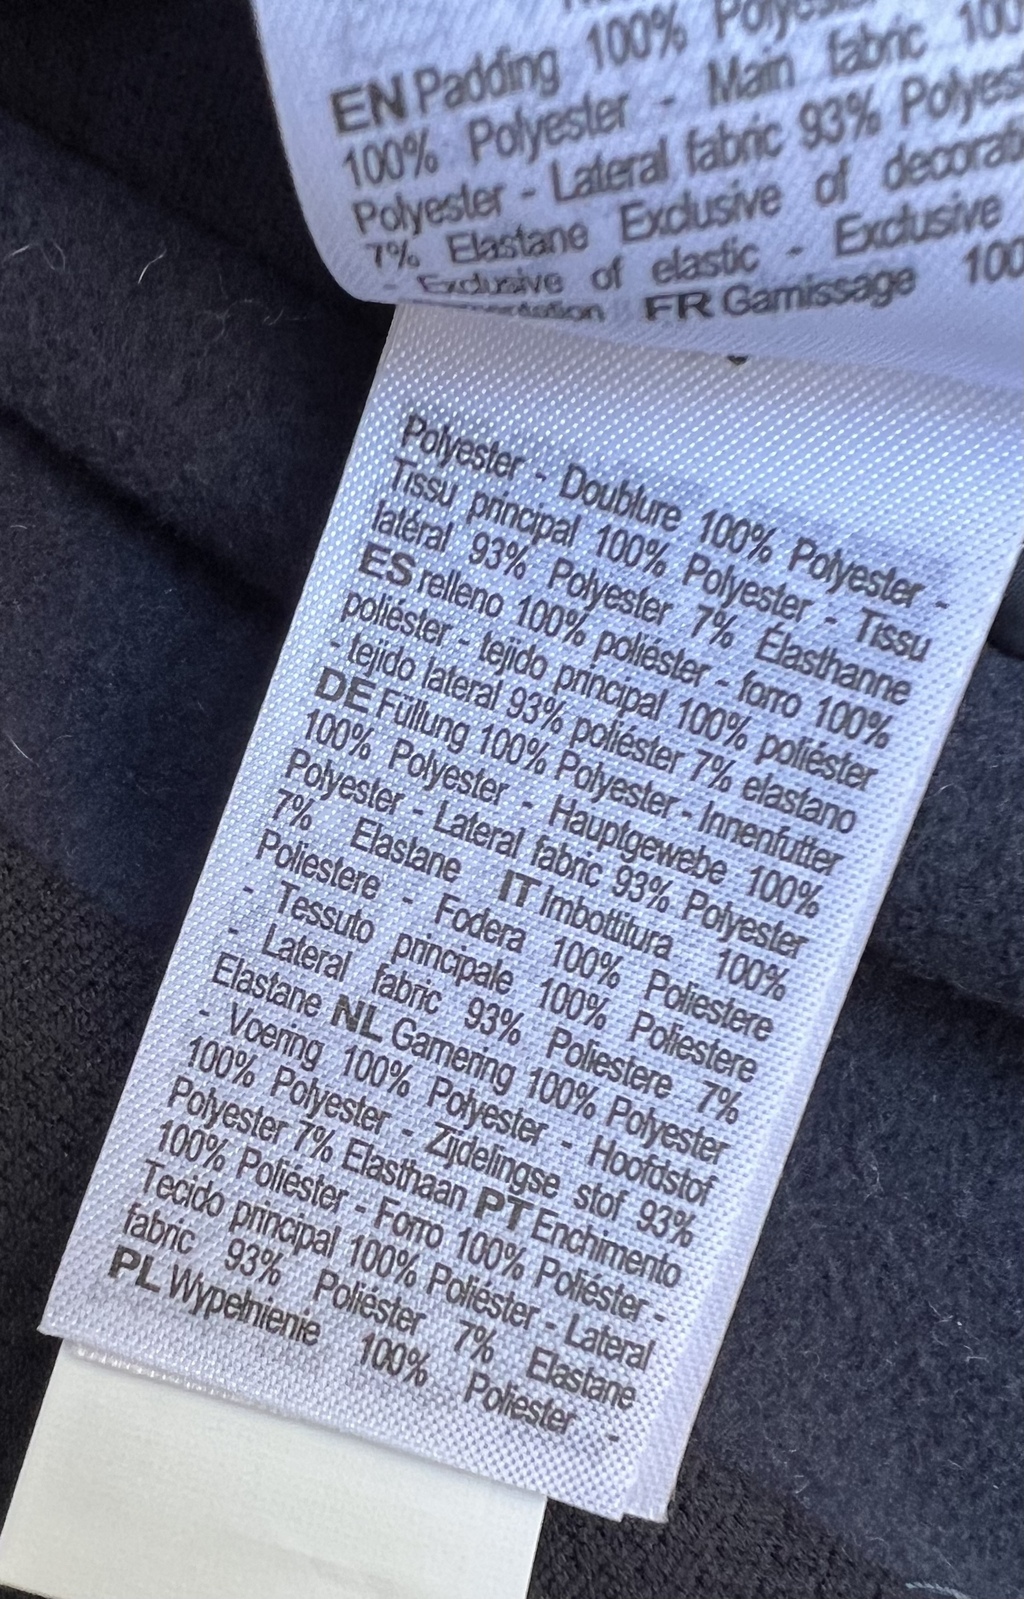 EN Padding 100%
100% Polyester - Main fabric
Polyester - Lateral fabric 93%
7% Elastane Exclusive of
- Exclusive of elastic - Exclusive
FR Garnissage
Polyester - Doublure 100% Polyester -
Tissu principal 100% Polyester - Tissu
latéral 93% Polyester 7% Élasthanne
ES relleno 100% poliéster - forro 100%
poliéster - tejido principal 100% poliéster
- tejido lateral 93% poliéster 7% elastano
DE Füllung 100% Polyester - Innenfutter
100% Polyester - Hauptgewebe 100%
Polyester - Lateral fabric 93% Polyester
7% Elastane IT Imbottitura 100%
Poliestere - Fodera 100% Poliestere
- Tessuto principale 100% Poliestere
- Lateral fabric 93% Poliestere 7%
Elastane NL Garnering 100% Polyester
- Voering 100% Polyester - Hoofdstof
100% Polyester - Zijdelingse stof 93%
Polyester 7% Elasthaan PT Enchimento
100% Poliéster - Forro 100% Poliéster -
Tecido principal 100% Poliéster - Lateral
fabric 93% Poliéster 7% Elastane
PL Wypełnienie 100% Poliester -